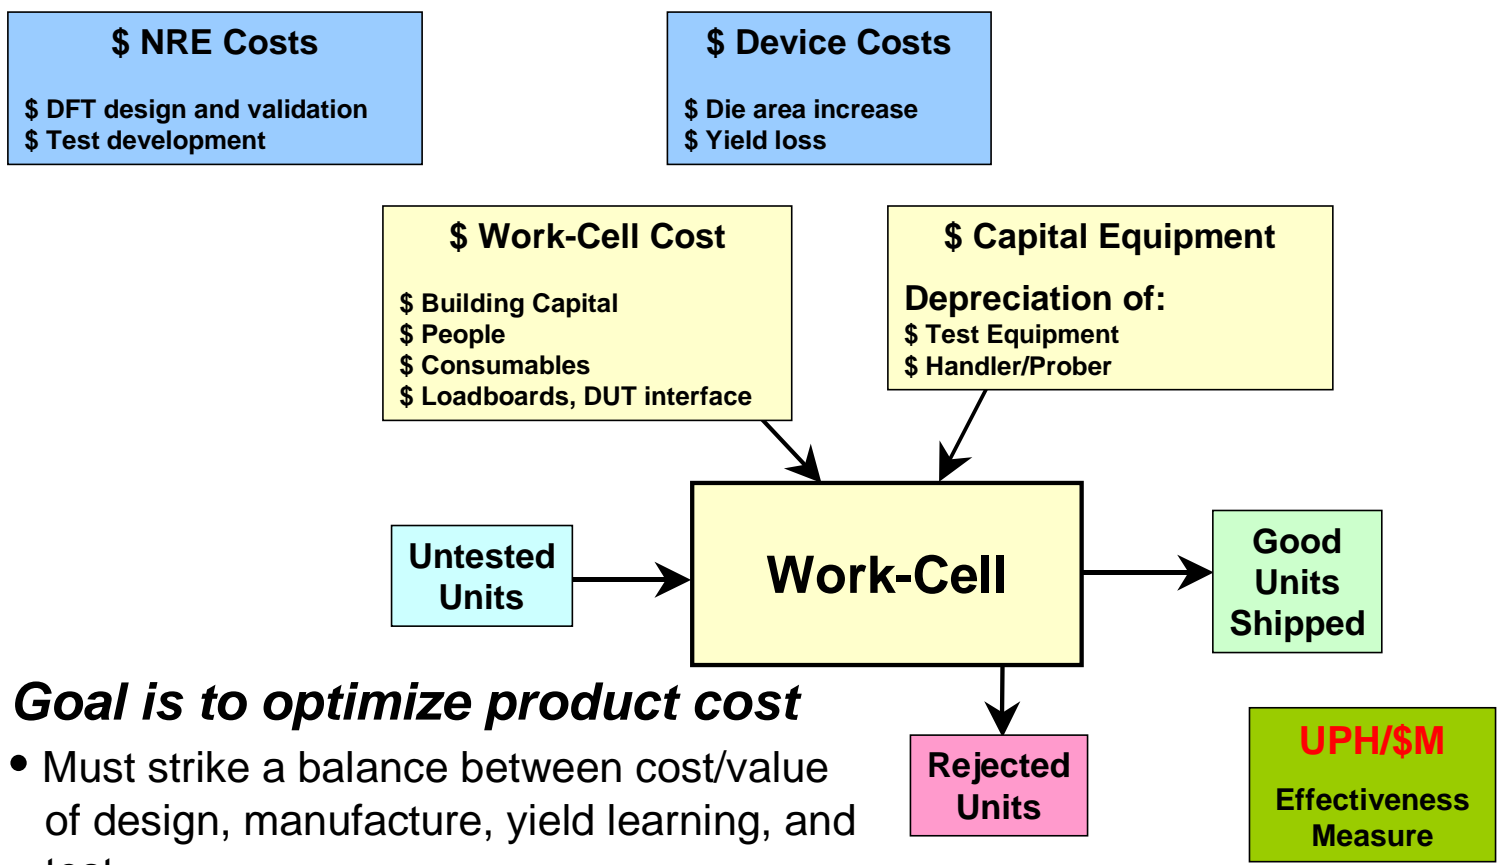 $ NRE Costs
$ DFT design and validation
$ Test development
$ Device Costs
$ Die area increase
$ Yield loss
$ Work-Cell Cost
$ Building Capital
$ People
$ Consumables
$ Loadboards, DUT interface
$ Capital Equipment
Depreciation of:
$ Test Equipment
$ Handler/Prober
Untested
Units
Work-Cell
Good
Units
Shipped
Rejected
Units
Goal is to optimize product cost
• Must strike a balance between cost/value
of design, manufacture, yield learning, and
UPH/$M
Effectiveness
Measure